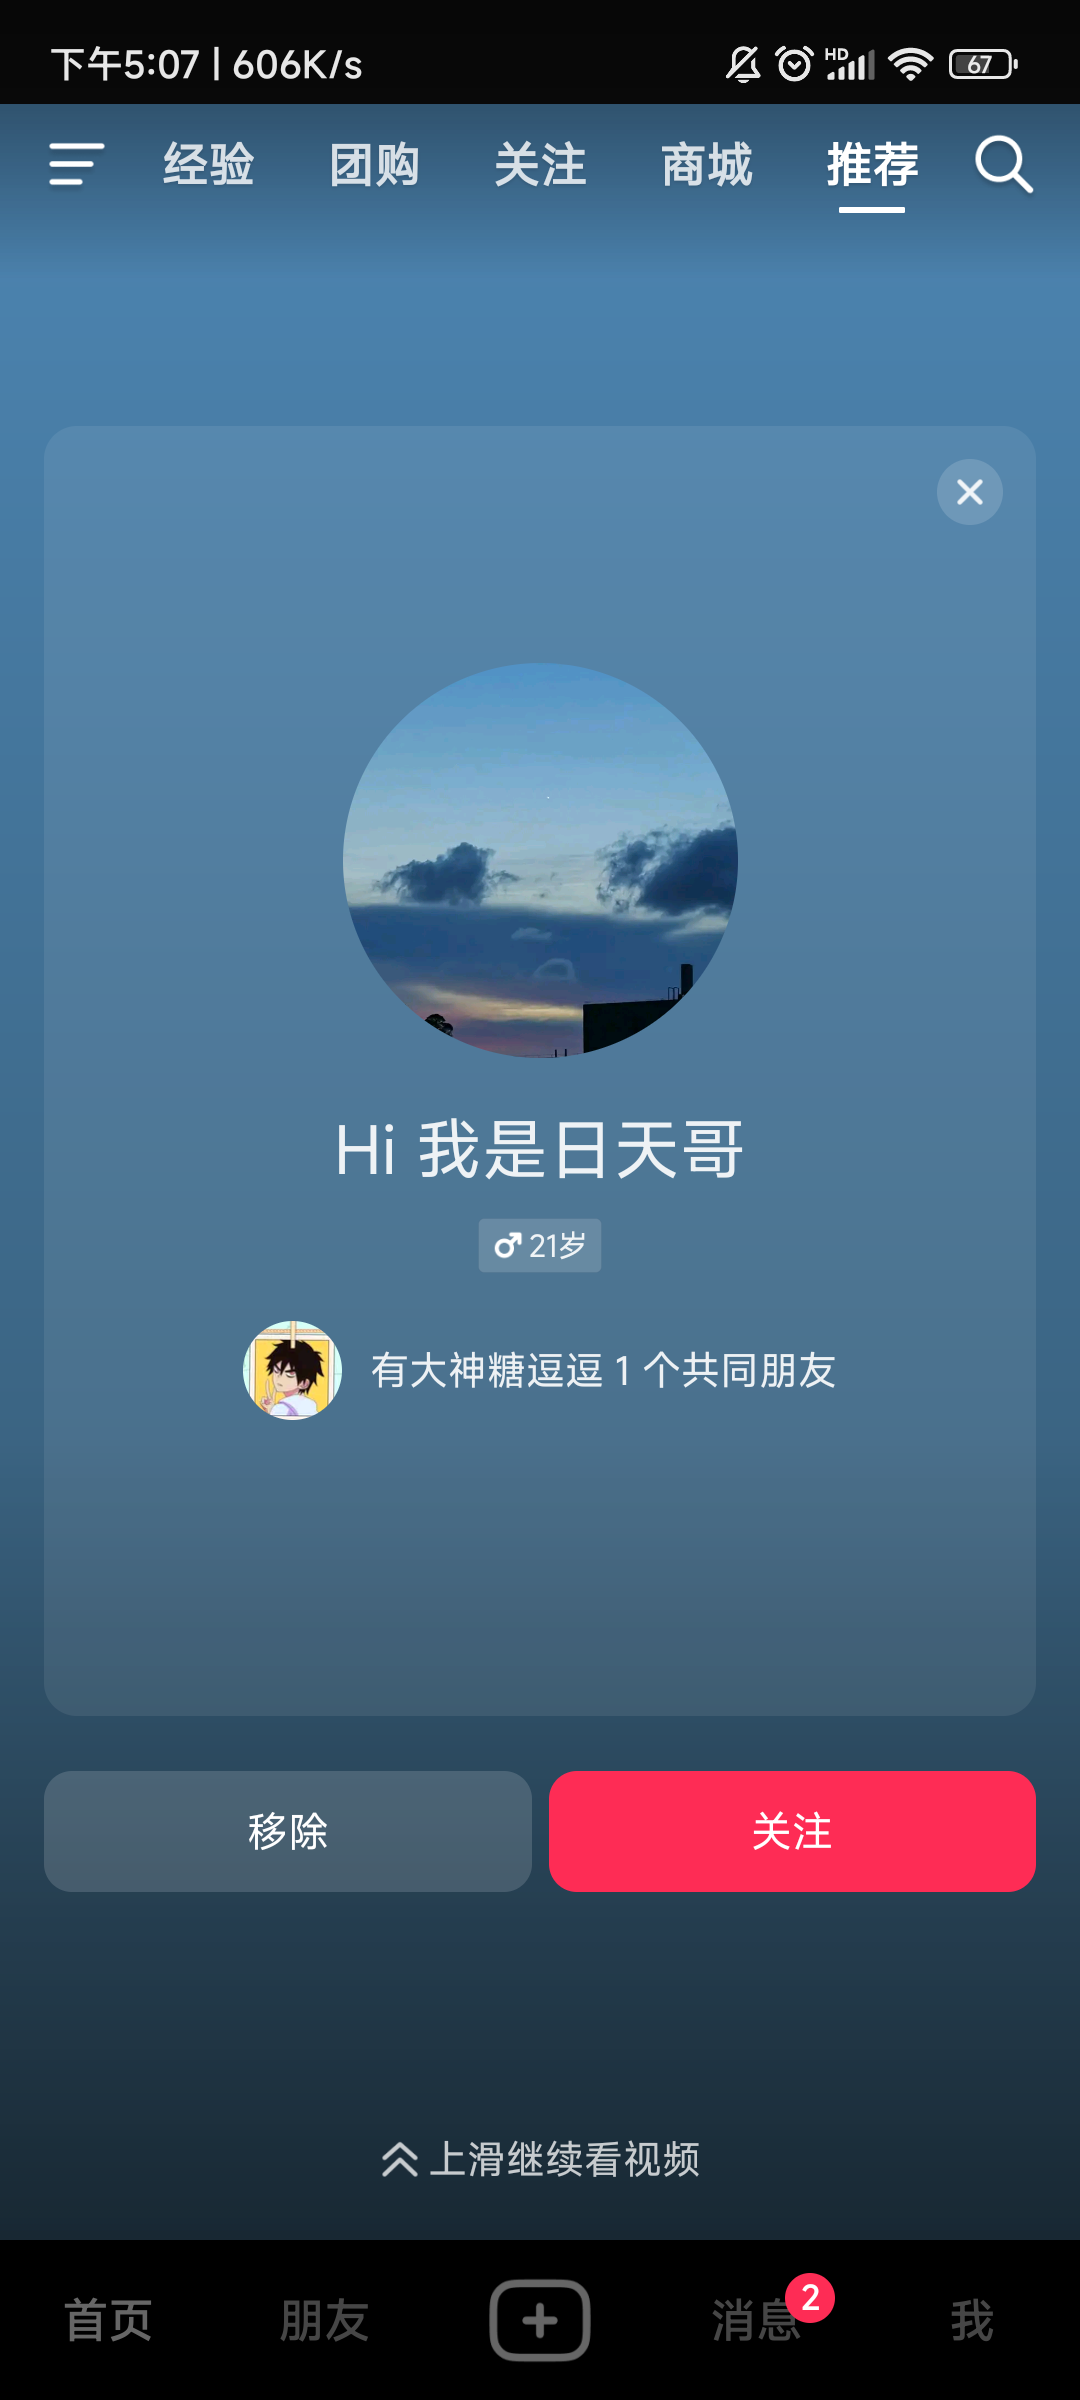 下午5:07 | 606K/s
HD
67
经验 团购 关注 商城 推荐
Hi 我是日天哥
♂ 21岁
有大神糖逗逗 1 个共同朋友
移除 关注
上滑继续看视频
首页 朋友 消息 2 我